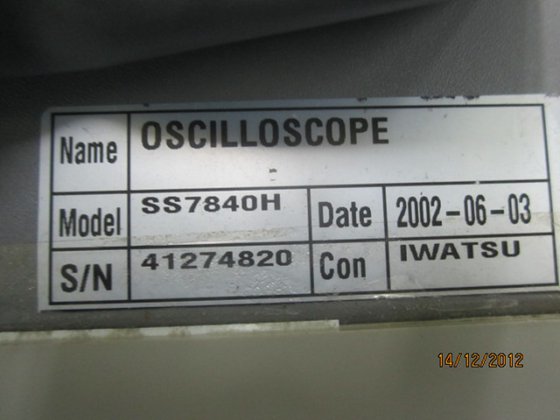 Name OSCILLOSCOPE
Model SS7840H Date 2002-06-03
S/N 41274820 Con IWATSU
14/12/2012